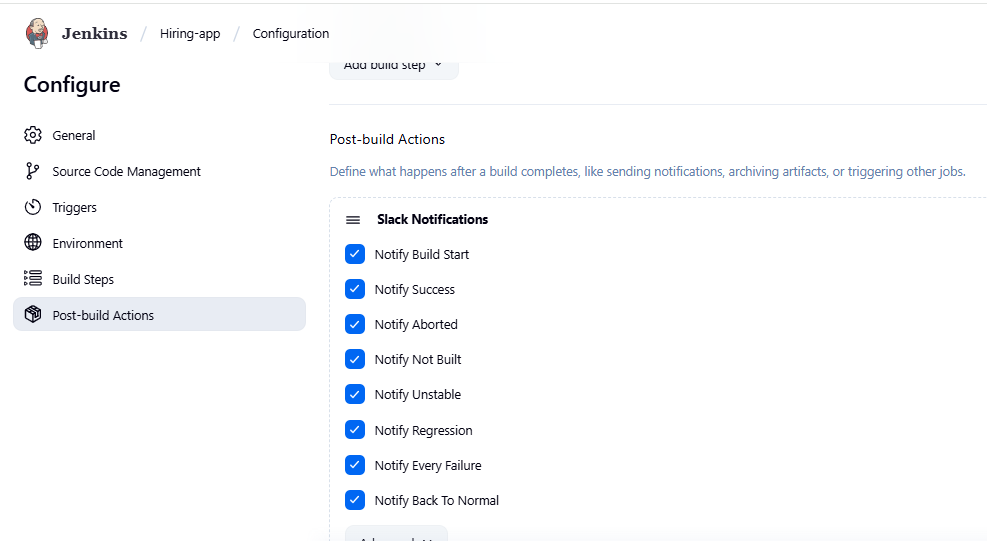 Jenkins / Hiring-app / Configuration
Configure
General
Source Code Management
Triggers
Environment
Build Steps
Post-build Actions
Add build step
Post-build Actions
Define what happens after a build completes, like sending notifications, archiving artifacts, or triggering other jobs.
Slack Notifications
Notify Build Start
Notify Success
Notify Aborted
Notify Not Built
Notify Unstable
Notify Regression
Notify Every Failure
Notify Back To Normal